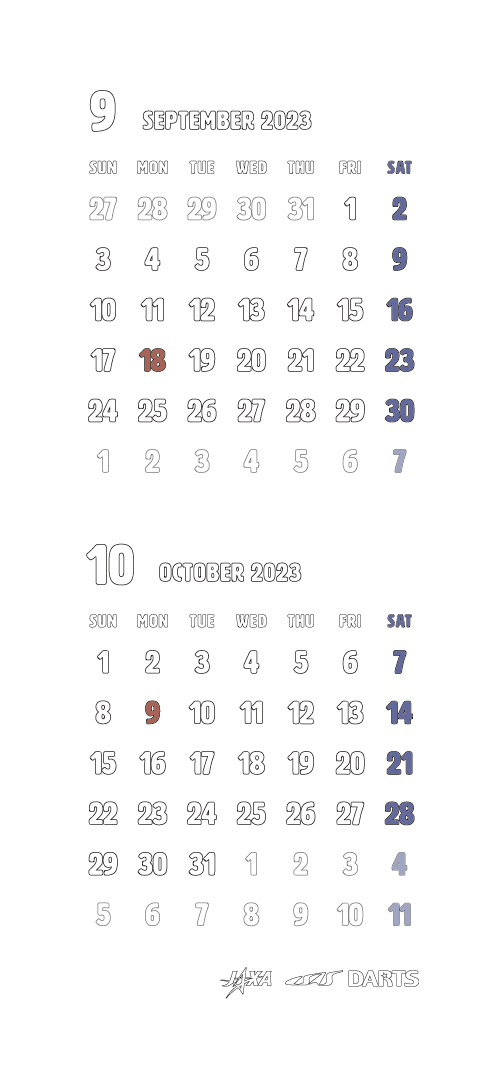 9 SEPTEMBER 2023
SUN MON TUE WED THU FRI SAT
27 28 29 30 31 1 2
3 4 5 6 7 8 9
10 11 12 13 14 15 16
17 18 19 20 21 22 23
24 25 26 27 28 29 30
1 2 3 4 5 6 7
10 OCTOBER 2023
SUN MON TUE WED THU FRI SAT
1 2 3 4 5 6 7
8 9 10 11 12 13 14
15 16 17 18 19 20 21
22 23 24 25 26 27 28
29 30 31 1 2 3 4
5 6 7 8 9 10 11
JAXA ISAS DARTS